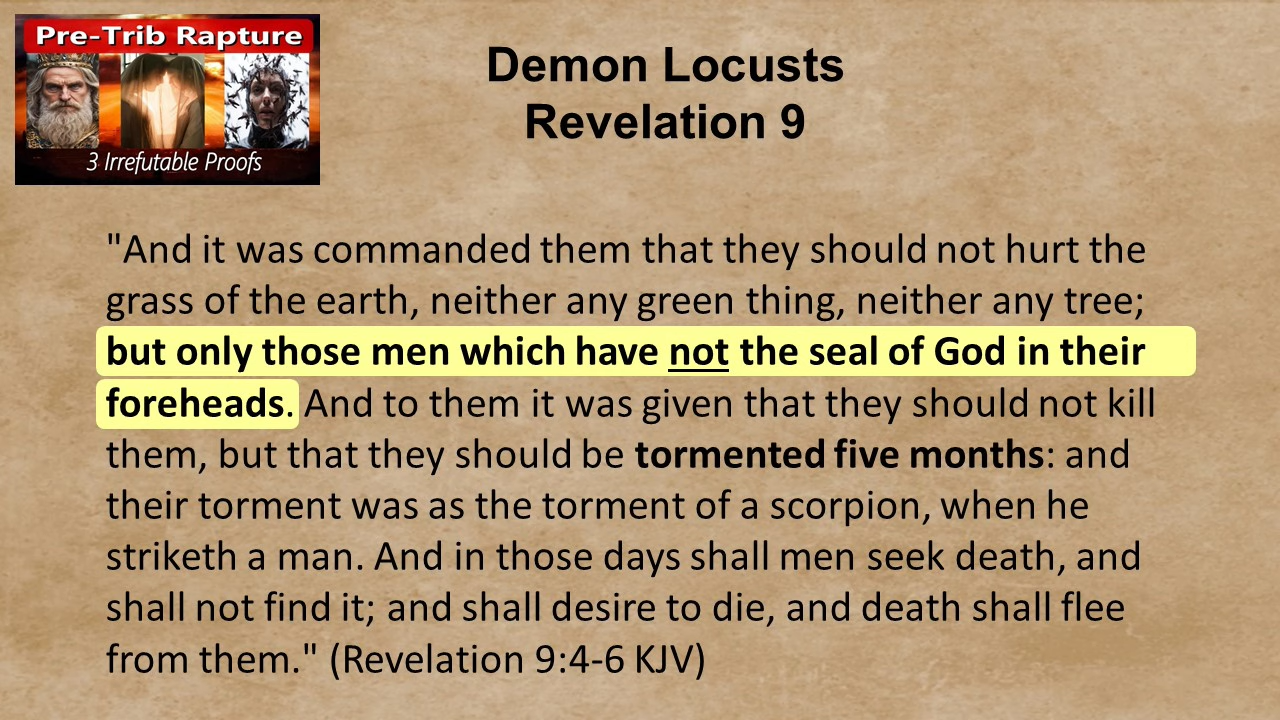 Pre-Trib Rapture
3 Irrefutable Proofs
Demon Locusts
Revelation 9
"And it was commanded them that they should not hurt the
grass of the earth, neither any green thing, neither any tree;
but only those men which have not the seal of God in their
foreheads. And to them it was given that they should not kill
them, but that they should be tormented five months: and
their torment was as the torment of a scorpion, when he
striketh a man. And in those days shall men seek death, and
shall not find it; and shall desire to die, and death shall flee
from them." (Revelation 9:4-6 KJV)